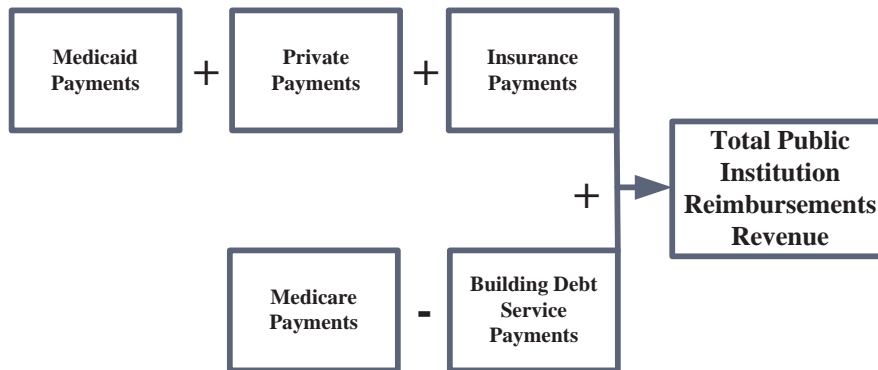 Medicaid
Payments
+
Private
Payments
+
Insurance
Payments
+
Total Public
Institution
Reimbursements
Revenue
Medicare
Payments
-
Building Debt
Service
Payments